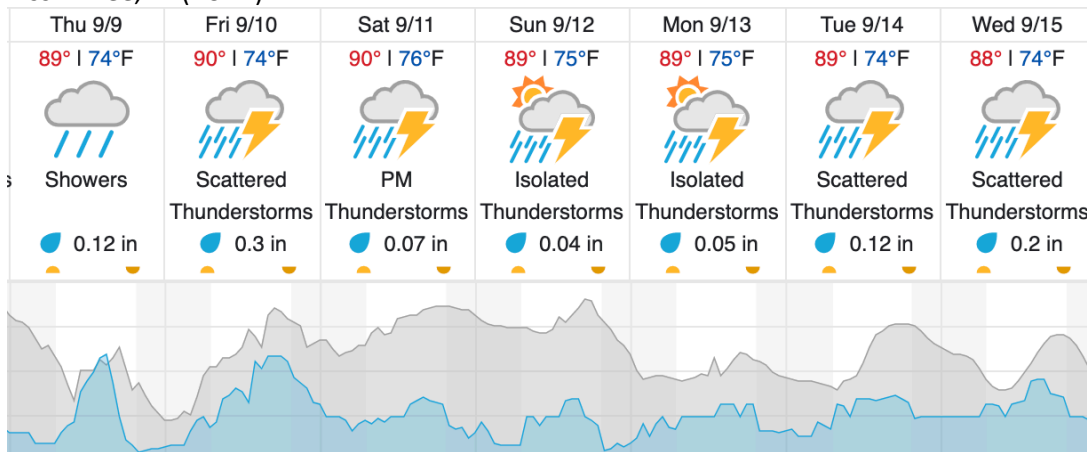 Thu 9/9 Fri 9/10 Sat 9/11 Sun 9/12 Mon 9/13 Tue 9/14 Wed 9/15
89° | 74°F 90° | 74°F 90° | 76°F 89° | 75°F 89° | 75°F 89° | 74°F 88° | 74°F
s Showers Scattered PM Isolated Isolated Scattered Scattered
Thunderstorms Thunderstorms Thunderstorms Thunderstorms Thunderstorms Thunderstorms
0.12 in 0.3 in 0.07 in 0.04 in 0.05 in 0.12 in 0.2 in